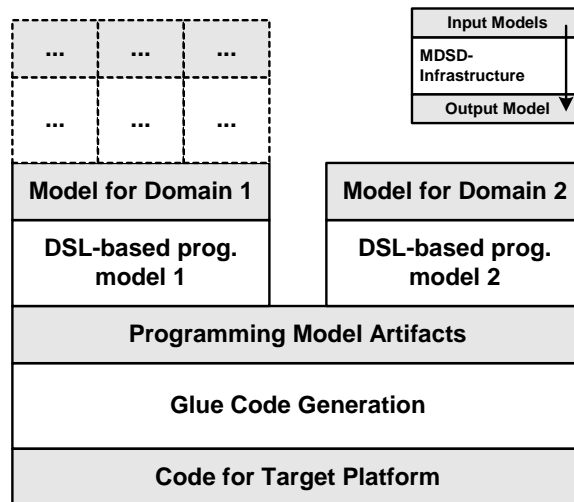 ... ... ...
... ... ...
Input Models
MDSD-
Infrastructure
Output Model
Model for Domain 1
Model for Domain 2
DSL-based prog.
model 1
DSL-based prog.
model 2
Programming Model Artifacts
Glue Code Generation
Code for Target Platform